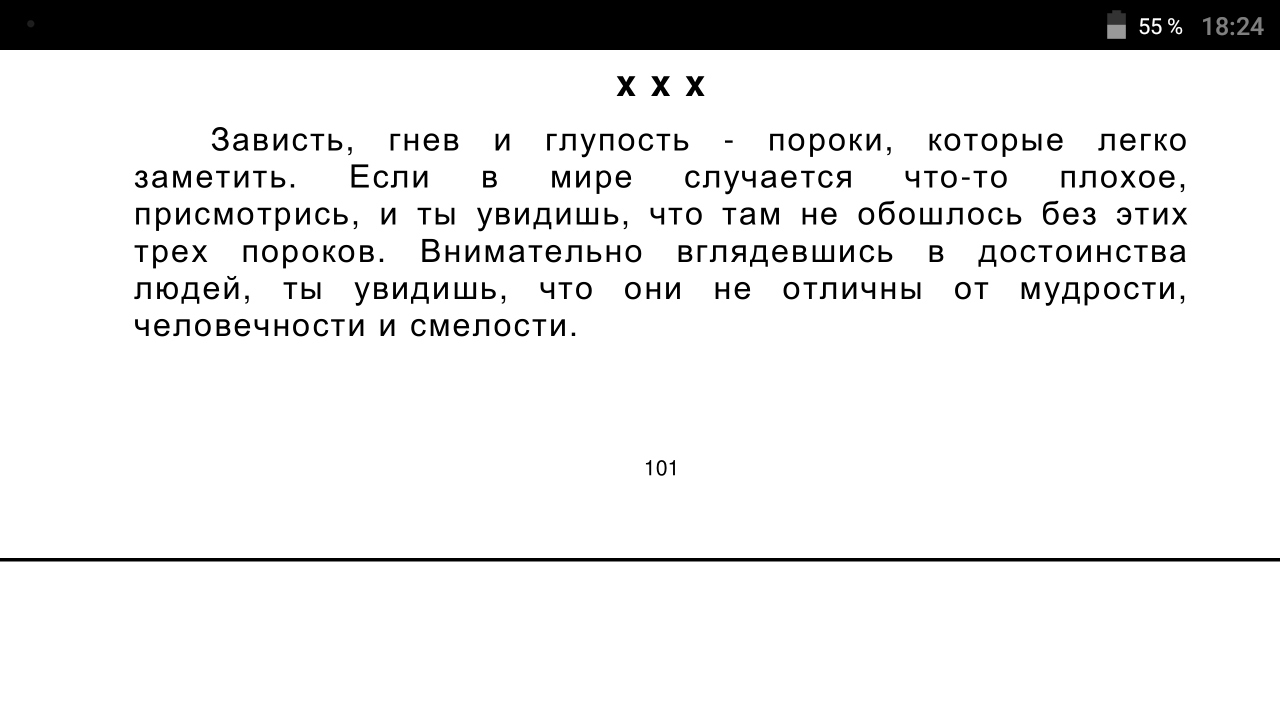 55 % 18:24
x x x
Зависть, гнев и глупость - пороки, которые легко
заметить. Если в мире случается что-то плохое,
присмотрись, и ты увидишь, что там не обошлось без этих
трех пороков. Внимательно вглядевшись в достоинства
людей, ты увидишь, что они не отличны от мудрости,
человечности и смелости.
101